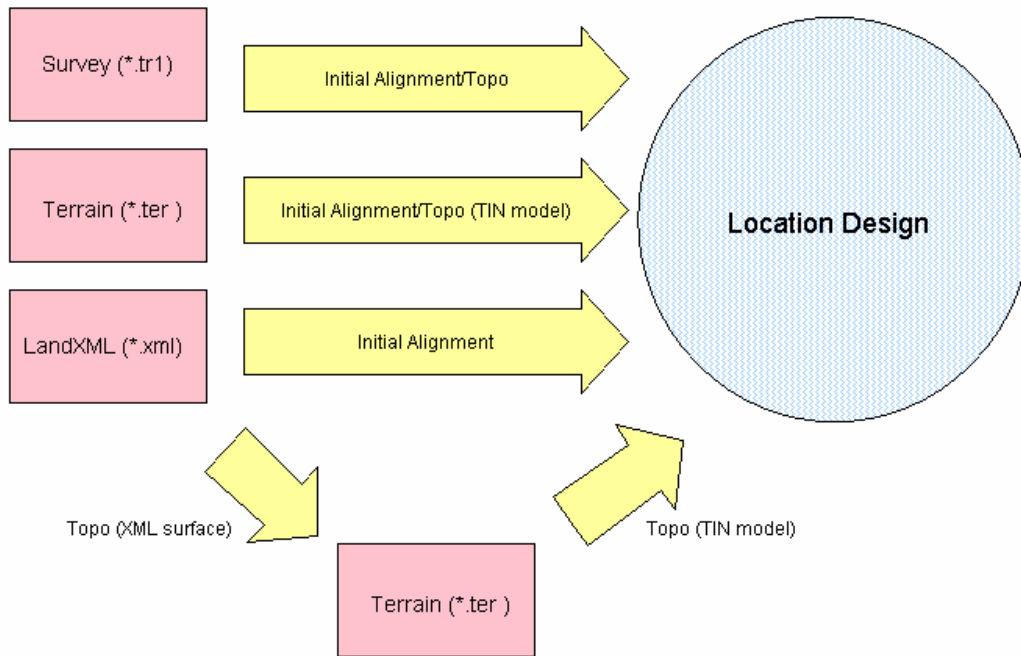 Survey (*.tr1)
Initial Alignment/Topo
Terrain (*.ter )
Initial Alignment/Topo (TIN model)
Location Design
LandXML (*.xml)
Initial Alignment
Topo (XML surface)
Topo (TIN model)
Terrain (*.ter )